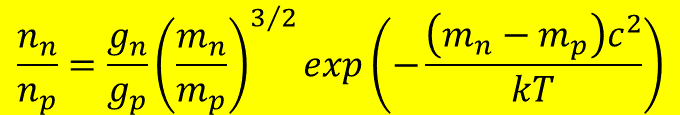 n_n/n_p = g_n/g_p (m_n/m_p)^{3/2} exp(−(m_n − m_p)c^2/kT)